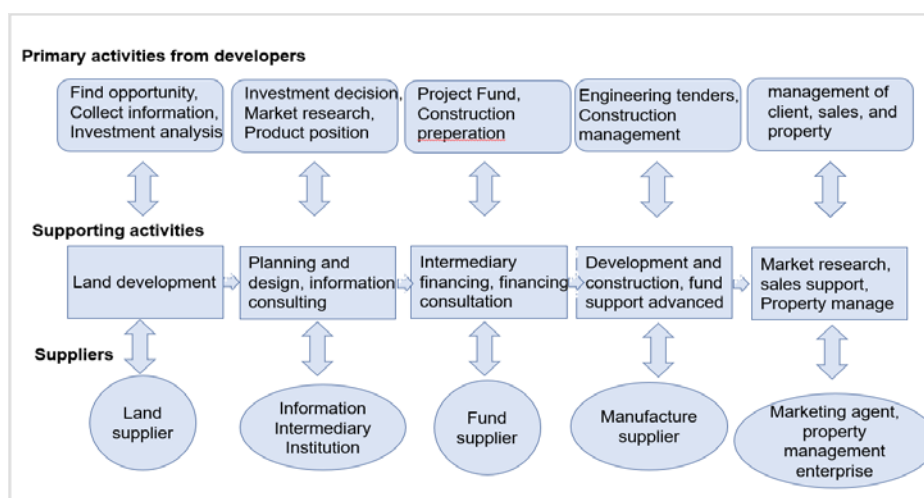 Primary activities from developers
Find opportunity,
Collect information,
Investment analysis
Investment decision,
Market research,
Product position
Project Fund,
Construction
preperation
Engineering tenders,
Construction
management
management of
client, sales, and
property
Supporting activities
Land development
Planning and
design, information
consulting
Intermediary
financing, financing
consultation
Development and
construction, fund
support advanced
Market research,
sales support,
Property manage
Suppliers
Land
supplier
Information
Intermediary
Institution
Fund
supplier
Manufacture
supplier
Marketing agent,
property
management
enterprise